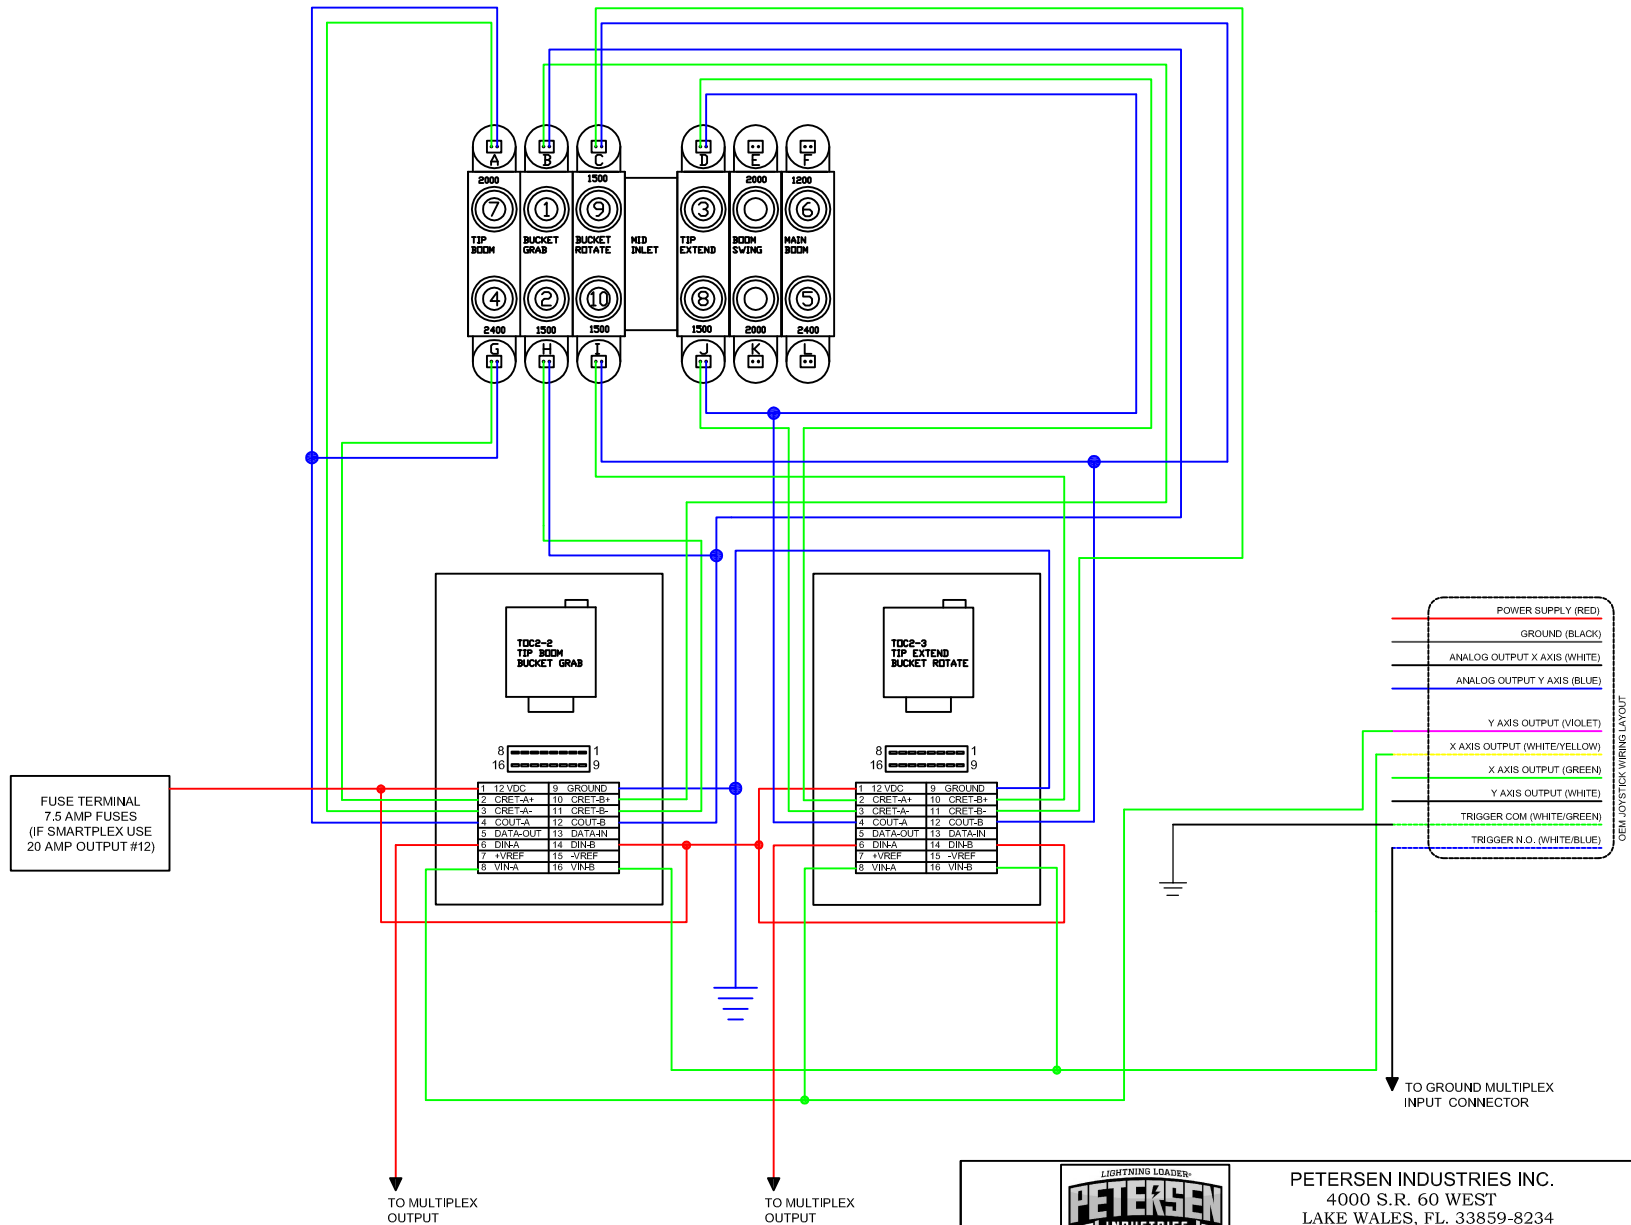 A B C D E F
2000 1500 2000 1200
7 1 9 3 6
TIP BOOM
BUCKET GRAB
BUCKET ROTATE
MID INLET
TIP EXTEND
BOOM SWING
MAIN BOOM
4 2 10 8 5
2400 1500 1500 1500 2000 2400
G H I J K L
TOC2-2
TIP BOOM
BUCKET GRAB
8 1
16 9
1 12 VDC 9 GROUND
2 CRET-A+ 10 CRET-B+
3 CRET-A- 11 CRET-B-
4 COUT-A 12 COUT-B
5 DATA-OUT 13 DATA-IN
6 DIN-A 14 DIN-B
7 +VREF 15 -VREF
8 VIN-A 16 VIN-B
TOC2-3
TIP EXTEND
BUCKET ROTATE
8 1
16 9
1 12 VDC 9 GROUND
2 CRET-A+ 10 CRET-B+
3 CRET-A- 11 CRET-B-
4 COUT-A 12 COUT-B
5 DATA-OUT 13 DATA-IN
6 DIN-A 14 DIN-B
7 +VREF 15 -VREF
8 VIN-A 16 VIN-B
FUSE TERMINAL
7.5 AMP FUSES
(IF SMARTPLEX USE
20 AMP OUTPUT #12)
POWER SUPPLY (RED)
GROUND (BLACK)
ANALOG OUTPUT X AXIS (WHITE)
ANALOG OUTPUT Y AXIS (BLUE)
Y AXIS OUTPUT (VIOLET)
X AXIS OUTPUT (WHITE/YELLOW)
X AXIS OUTPUT (GREEN)
Y AXIS OUTPUT (WHITE)
TRIGGER COM (WHITE/GREEN)
TRIGGER N.O. (WHITE/BLUE)
OEM JOYSTICK WIRING LAYOUT
TO GROUND MULTIPLEX
INPUT CONNECTOR
TO MULTIPLEX
OUTPUT
TO MULTIPLEX
OUTPUT
LIGHTNING LOADER
PETERSEN
INDUSTRIES
PETERSEN INDUSTRIES INC.
4000 S.R. 60 WEST
LAKE WALES, FL. 33859-8234